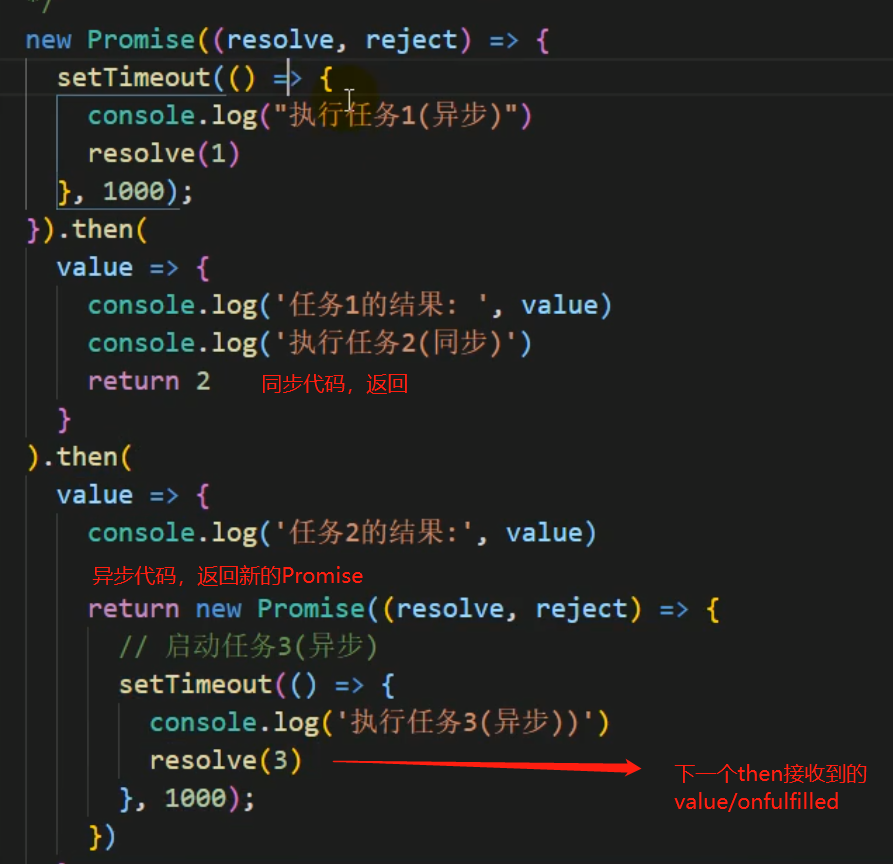 */
new Promise((resolve, reject) => {
setTimeout(() => {
console.log("执行任务1(异步)")
resolve(1)
}, 1000);
}).then(
value => {
console.log('任务1的结果: ', value)
console.log('执行任务2(同步)')
return 2 同步代码，返回
}
).then(
value => {
console.log('任务2的结果:', value)
异步代码，返回新的Promise
return new Promise((resolve, reject) => {
// 启动任务3(异步)
setTimeout(() => {
console.log('执行任务3(异步))')
resolve(3)
下一个then接收到的
value/onfulfilled
}, 1000);
})